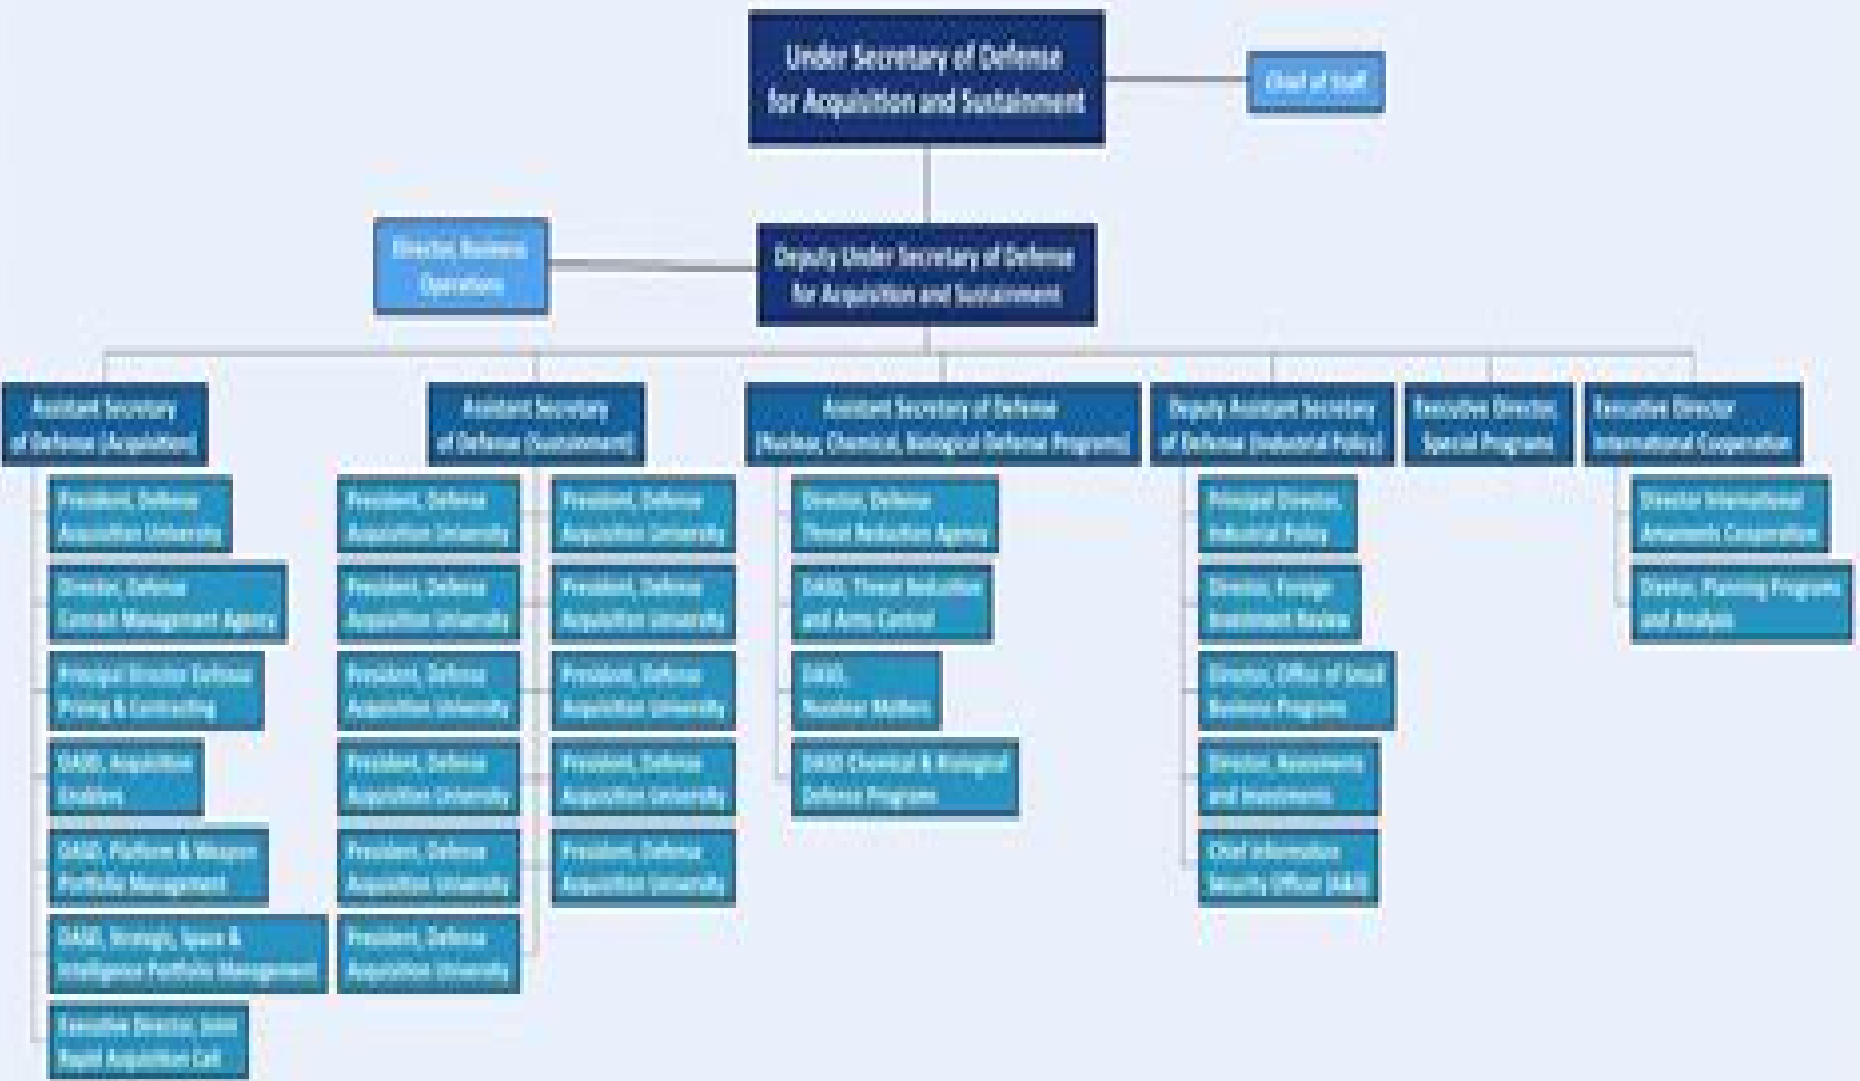 Under Secretary of Defense
for Acquisition and Sustainment
Chief of Staff
Director, Business
Operations
Deputy Under Secretary of Defense
for Acquisition and Sustainment
Assistant Secretary
of Defense (Acquisition)
Assistant Secretary
of Defense (Sustainment)
Assistant Secretary of Defense
(Nuclear, Chemical, Biological Defense Programs)
Deputy Assistant Secretary
of Defense (Industrial Policy)
Executive Director,
Special Programs
Executive Director
International Cooperation
President, Defense
Acquisition University
Director, Defense
Contract Management Agency
Principal Director Defense
Pricing & Contracting
DASD, Acquisition
Enablers
DASD, Platform & Weapon
Portfolio Management
DASD, Strategic, Space &
Intelligence Portfolio Management
Executive Director, Joint
Rapid Acquisition Cell
President, Defense
Acquisition University
President, Defense
Acquisition University
President, Defense
Acquisition University
President, Defense
Acquisition University
President, Defense
Acquisition University
President, Defense
Acquisition University
President, Defense
Acquisition University
President, Defense
Acquisition University
President, Defense
Acquisition University
President, Defense
Acquisition University
President, Defense
Acquisition University
Director, Defense
Threat Reduction Agency
DASD, Threat Reduction
and Arms Control
DASD,
Nuclear Matters
DASD Chemical & Biological
Defense Programs
Principal Director,
Industrial Policy
Director, Foreign
Investment Review
Director, Office of Small
Business Programs
Director,
and Investments
Chief Information
Security Officer (A&S)
Director International
Cooperation
Planning Programs
and Analysis